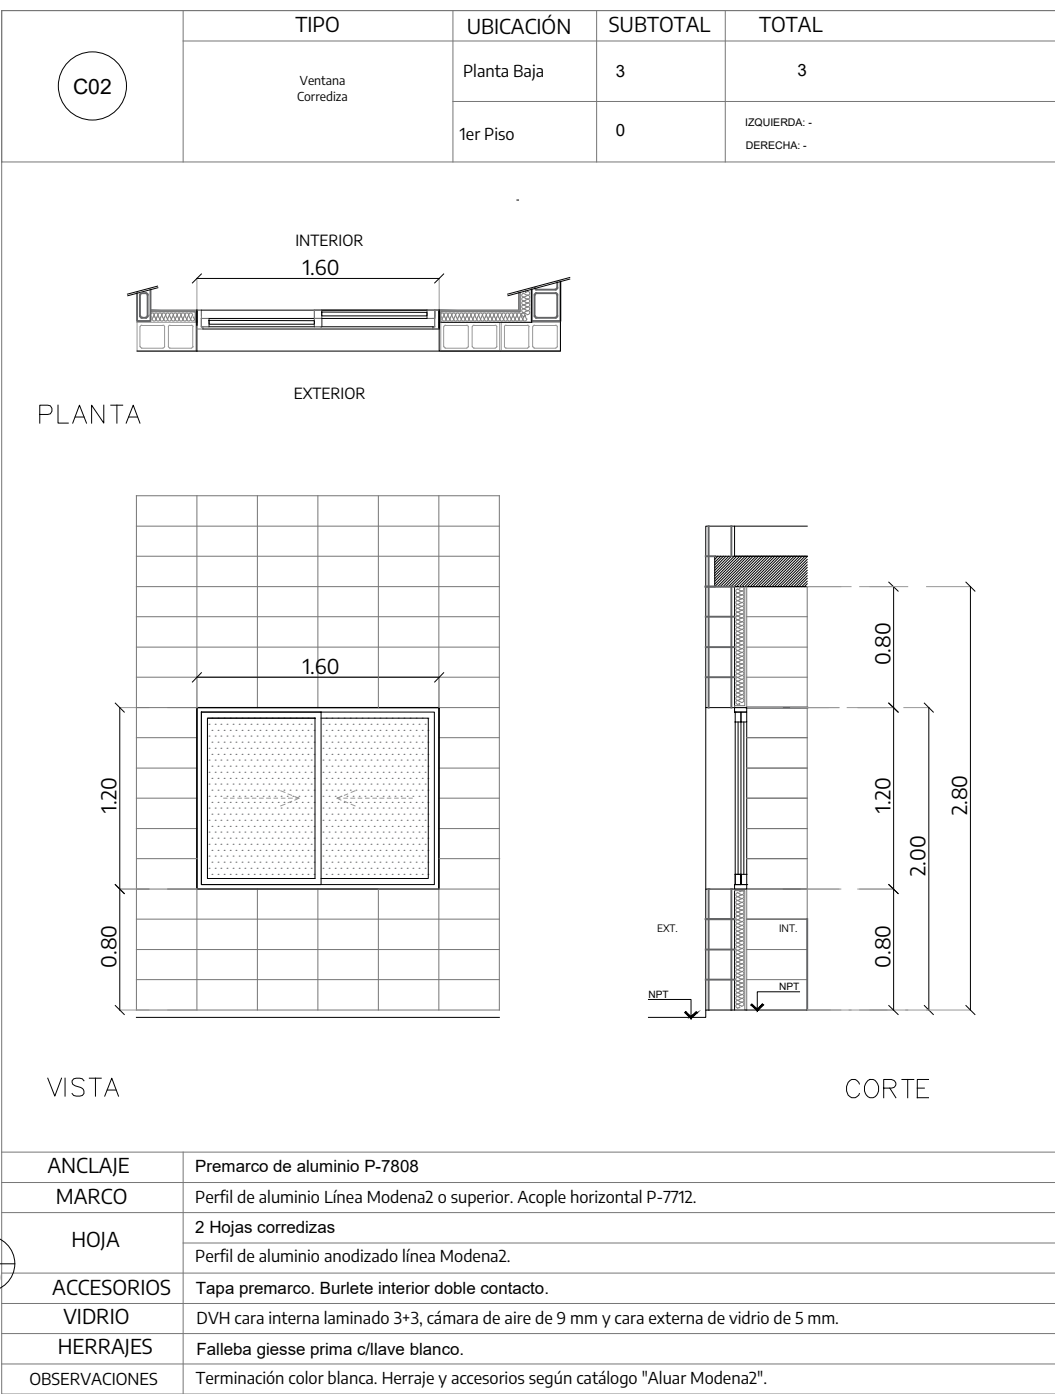 TIPO UBICACIÓN SUBTOTAL TOTAL
C02
Ventana
Corrediza
Planta Baja 3 3
1er Piso 0
IZQUIERDA: -
DERECHA: -
INTERIOR
1.60
EXTERIOR
PLANTA
1.60
1.20
0.80
VISTA
0.80
1.20
2.00
2.80
0.80
EXT.
INT.
NPT
NPT
CORTE
ANCLAJE Premarco de aluminio P-7808
MARCO Perfil de aluminio Línea Modena2 o superior. Acople horizontal P-7712.
HOJA 2 Hojas corredizas
Perfil de aluminio anodizado línea Modena2.
ACCESORIOS Tapa premarco. Burlete interior doble contacto.
VIDRIO DVH cara interna laminado 3+3, cámara de aire de 9 mm y cara externa de vidrio de 5 mm.
HERRAJES Falleba giesse prima c/llave blanco.
OBSERVACIONES Terminación color blanca. Herraje y accesorios según catálogo "Aluar Modena2".